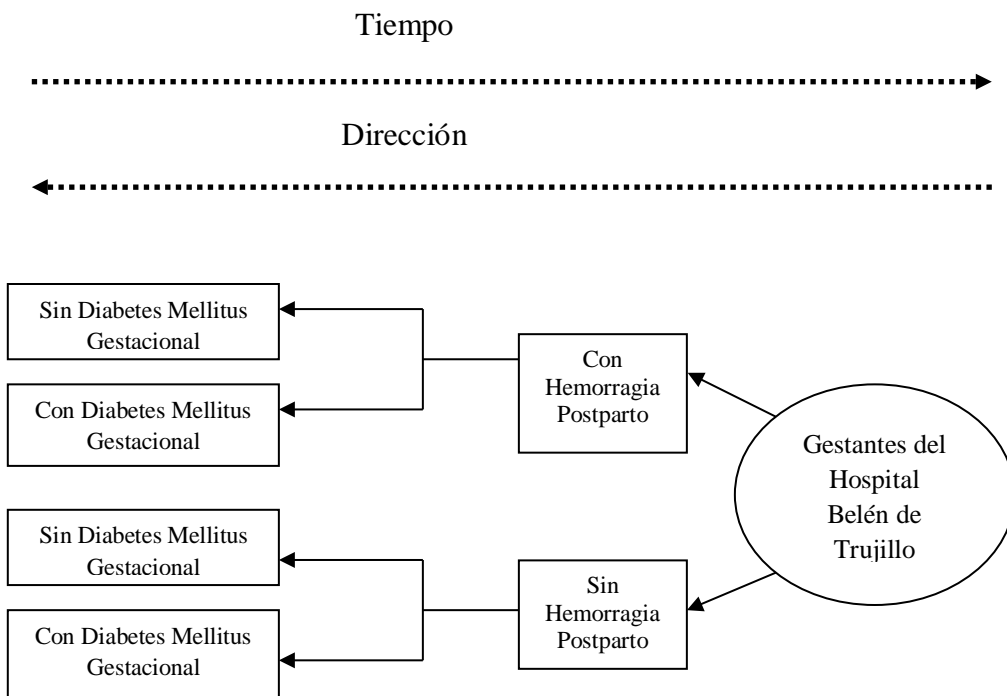 Tiempo
Dirección
Sin Diabetes Mellitus
Gestacional
Con Diabetes Mellitus
Gestacional
Con
Hemorragia
Postparto
Gestantes del
Hospital
Belén de
Trujillo
Sin Diabetes Mellitus
Gestacional
Con Diabetes Mellitus
Gestacional
Sin
Hemorragia
Postparto